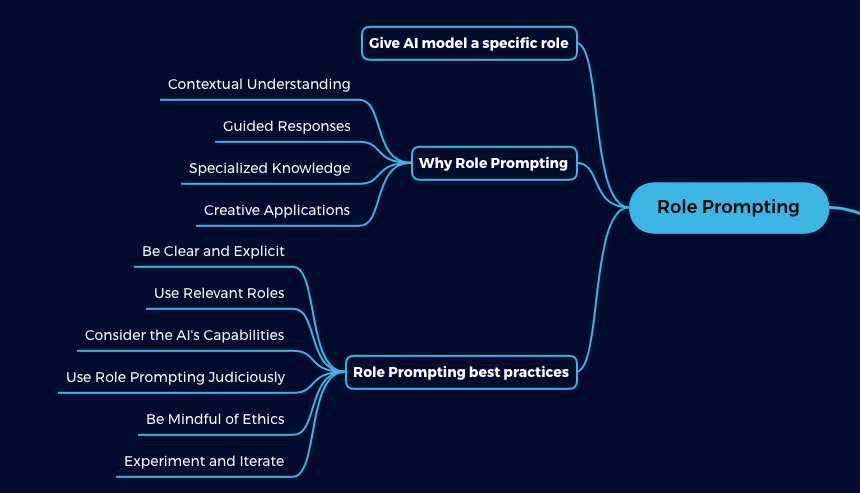 Give AI model a specific role
Contextual Understanding
Guided Responses
Specialized Knowledge
Creative Applications
Why Role Prompting
Role Prompting
Be Clear and Explicit
Use Relevant Roles
Consider the AI's Capabilities
Use Role Prompting Judiciously
Be Mindful of Ethics
Experiment and Iterate
Role Prompting best practices